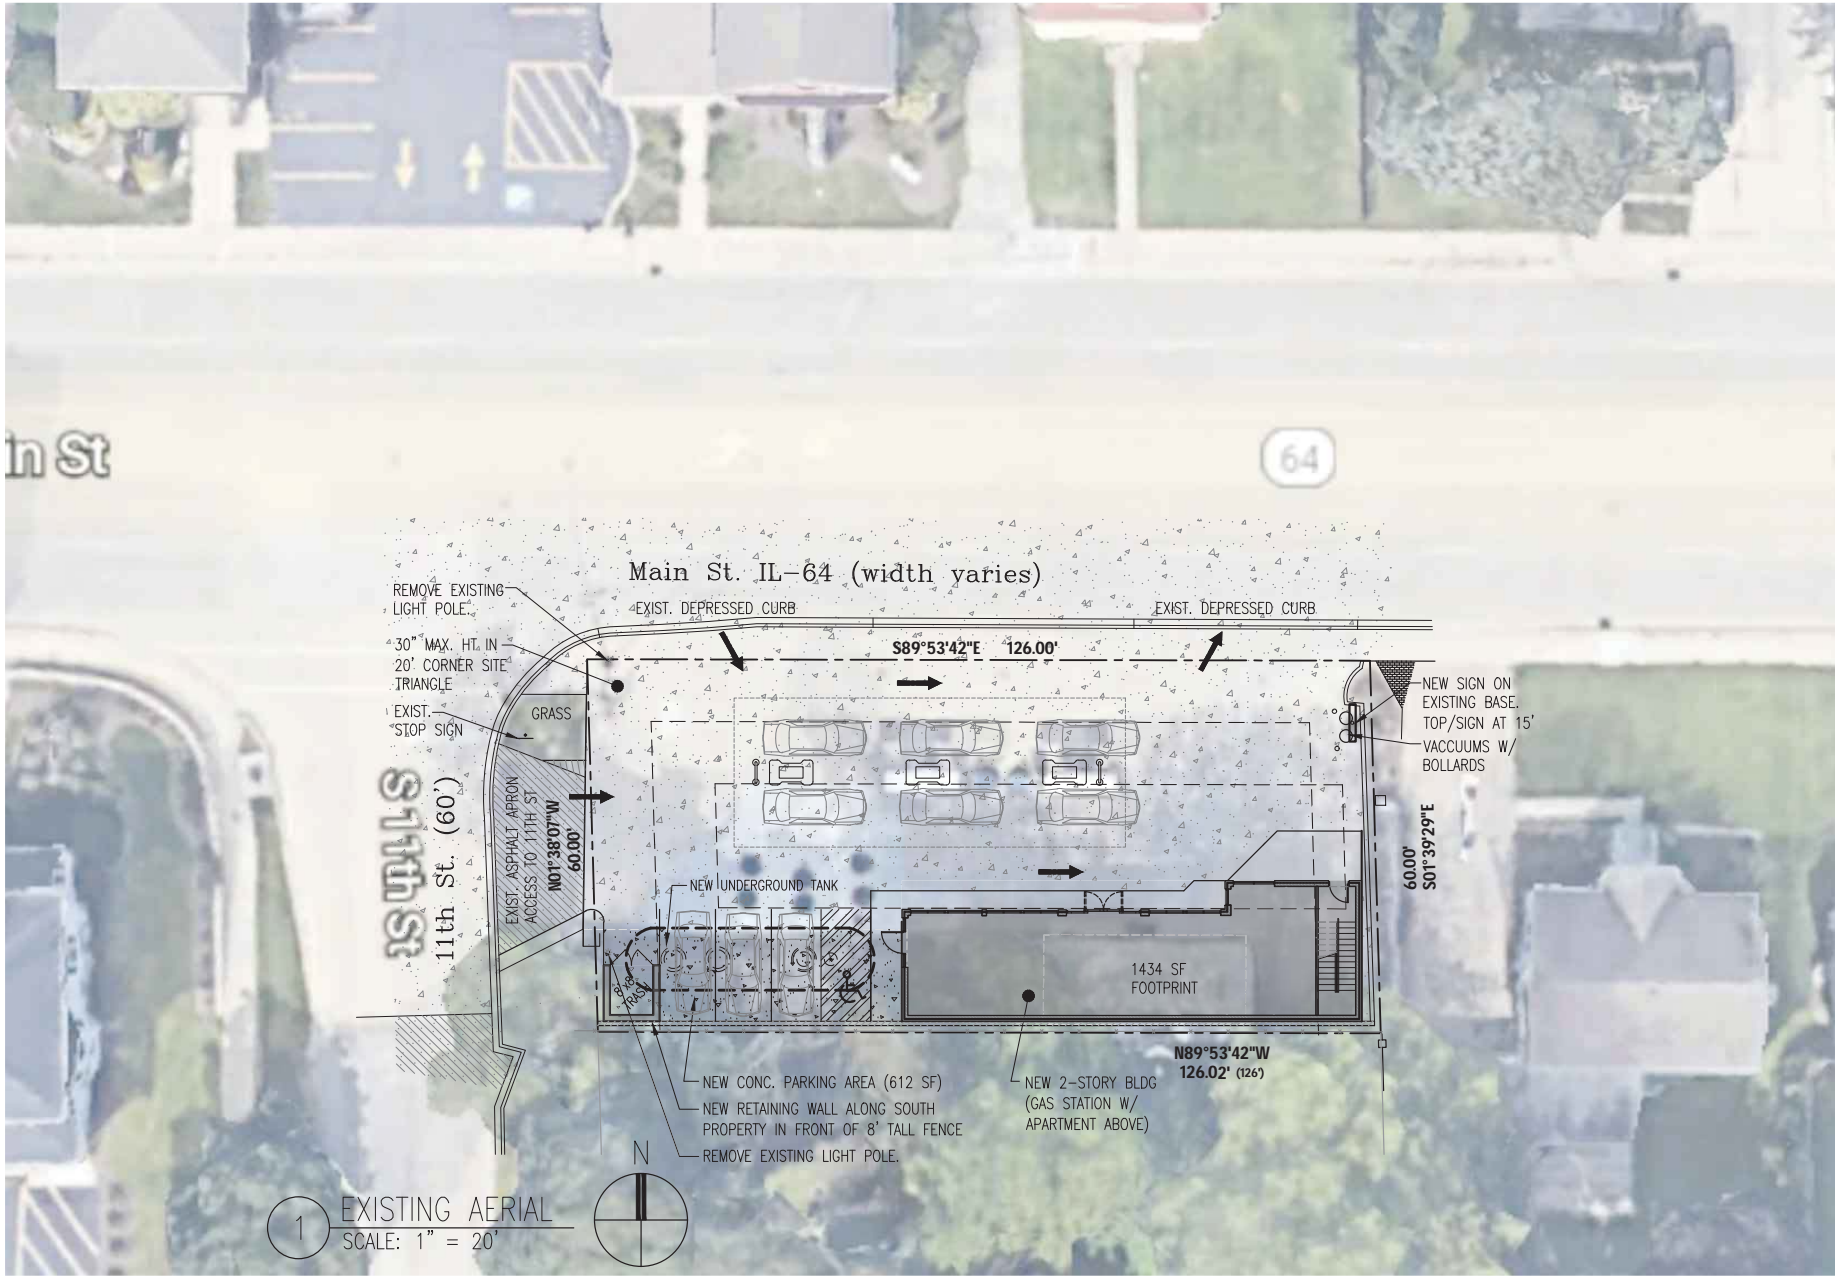 in St
64
Main St. IL-64 (width varies)
REMOVE EXISTING
LIGHT POLE.
EXIST. DEPRESSED CURB
EXIST. DEPRESSED CURB
30" MAX. HT. IN
20' CORNER SITE
TRIANGLE
S89°53'42"E 126.00'
EXIST.
STOP SIGN
GRASS
NEW SIGN ON
EXISTING BASE.
TOP/SIGN AT 15'
VACCUUMS W/
BOLLARDS
S 11th St
11th St. (60')
EXIST. ASPHALT APRON
ACCESS TO 11TH ST
N01°38'07"W
60.00'
60.00'
S01°39'29"E
NEW UNDERGROUND TANK
8'x8'
TRASH
1434 SF
FOOTPRINT
N89°53'42"W
126.02' (126')
NEW CONC. PARKING AREA (612 SF)
NEW RETAINING WALL ALONG SOUTH
PROPERTY IN FRONT OF 8' TALL FENCE
REMOVE EXISTING LIGHT POLE.
NEW 2-STORY BLDG
(GAS STATION W/
APARTMENT ABOVE)
N
1
EXISTING AERIAL
SCALE: 1" = 20'